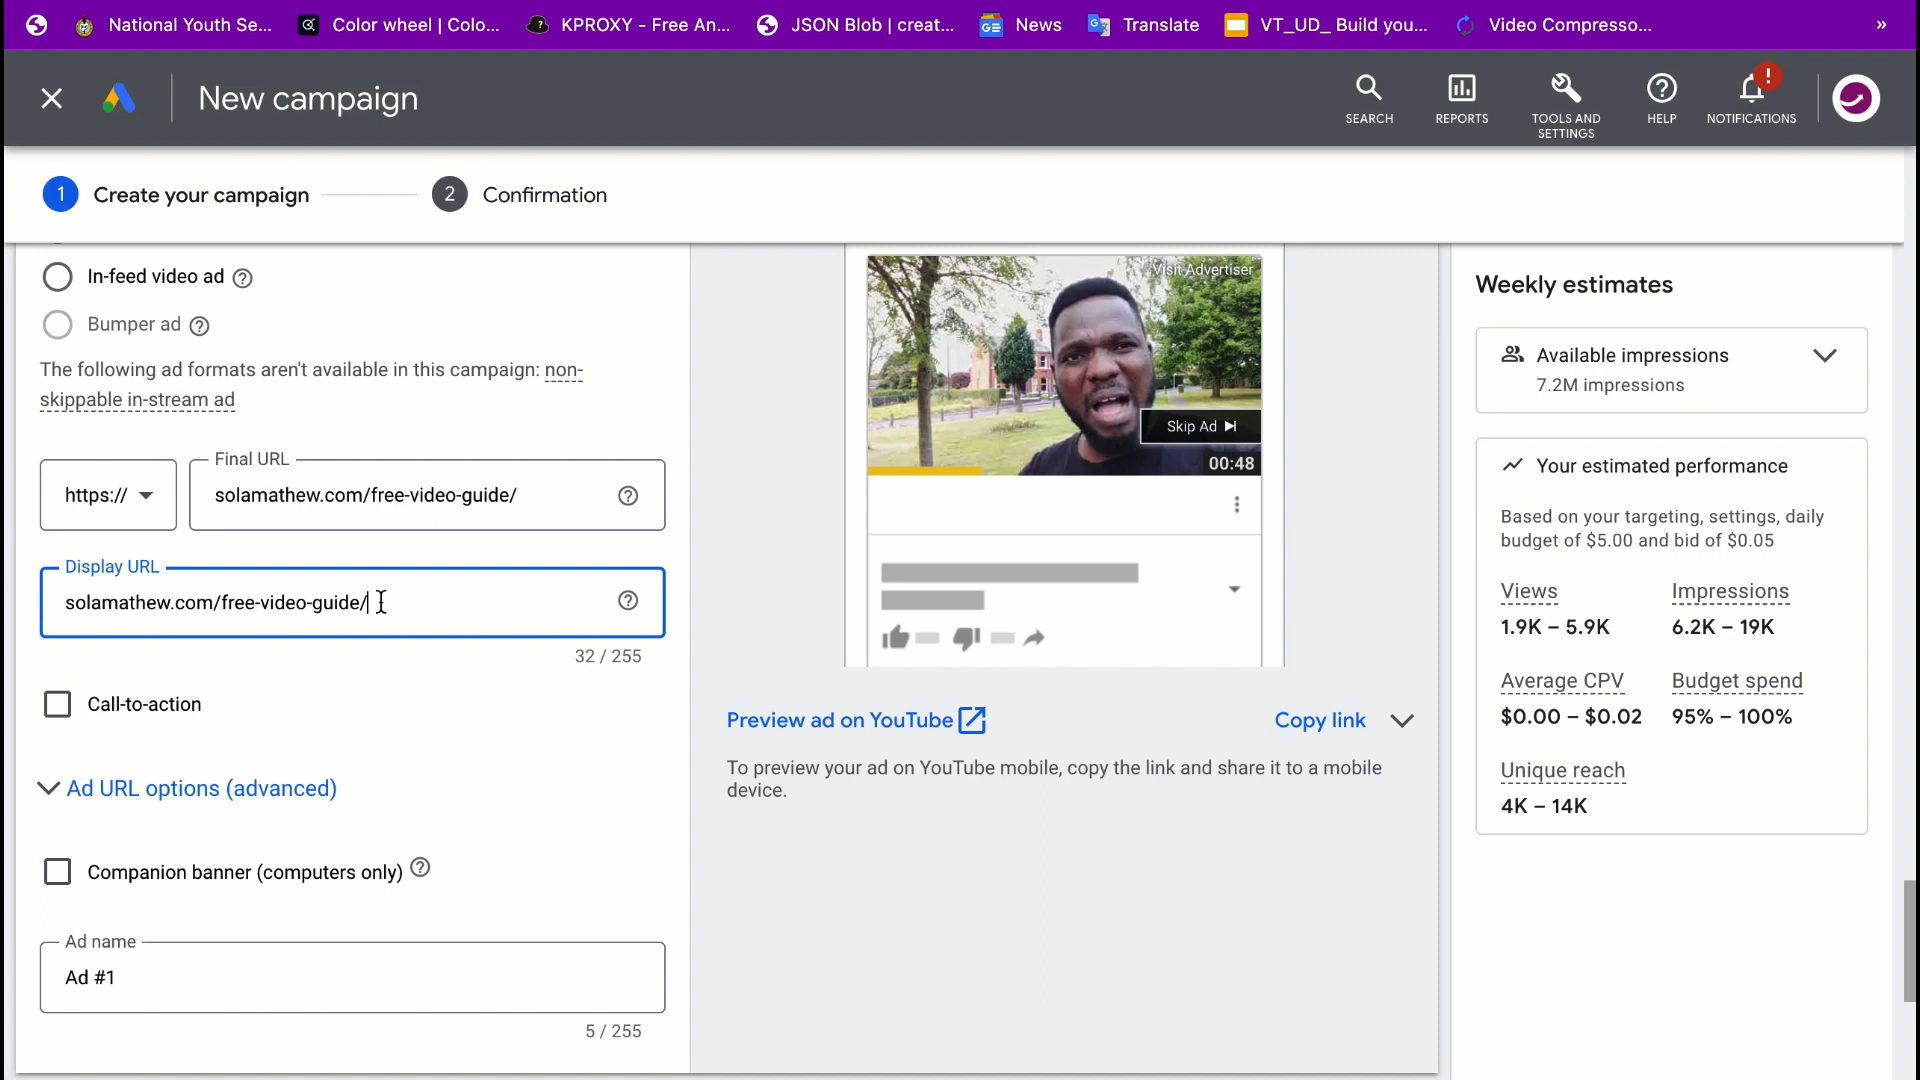 National Youth Se...
Color wheel | Colo...
KPROXY - Free An...
JSON Blob | creat...
GE
News
Translate
VT_UD_ Build you...
Video Compresso...
»
New campaign
SEARCH
REPORTS
TOOLS AND
SETTINGS
HELP
!
NOTIFICATIONS
1
Create your campaign
2
Confirmation
In-feed video ad
Bumper ad
The following ad formats aren't available in this campaign: non-
skippable in-stream ad
https://
Final URL
solamathew.com/free-video-guide/
Display URL
solamathew.com/free-video-guide/
32 / 255
Call-to-action
Ad URL options (advanced)
Companion banner (computers only)
Ad name
Ad #1
5 / 255
Visit Advertiser
Skip Ad
00:48
Preview ad on YouTube
Copy link
To preview your ad on YouTube mobile, copy the link and share it to a mobile
device.
Weekly estimates
Available impressions
7.2M impressions
Your estimated performance
Based on your targeting, settings, daily
budget of $5.00 and bid of $0.05
Views
Impressions
1.9K – 5.9K
6.2K – 19K
Average CPV
Budget spend
$0.00 – $0.02
95% – 100%
Unique reach
4K – 14K